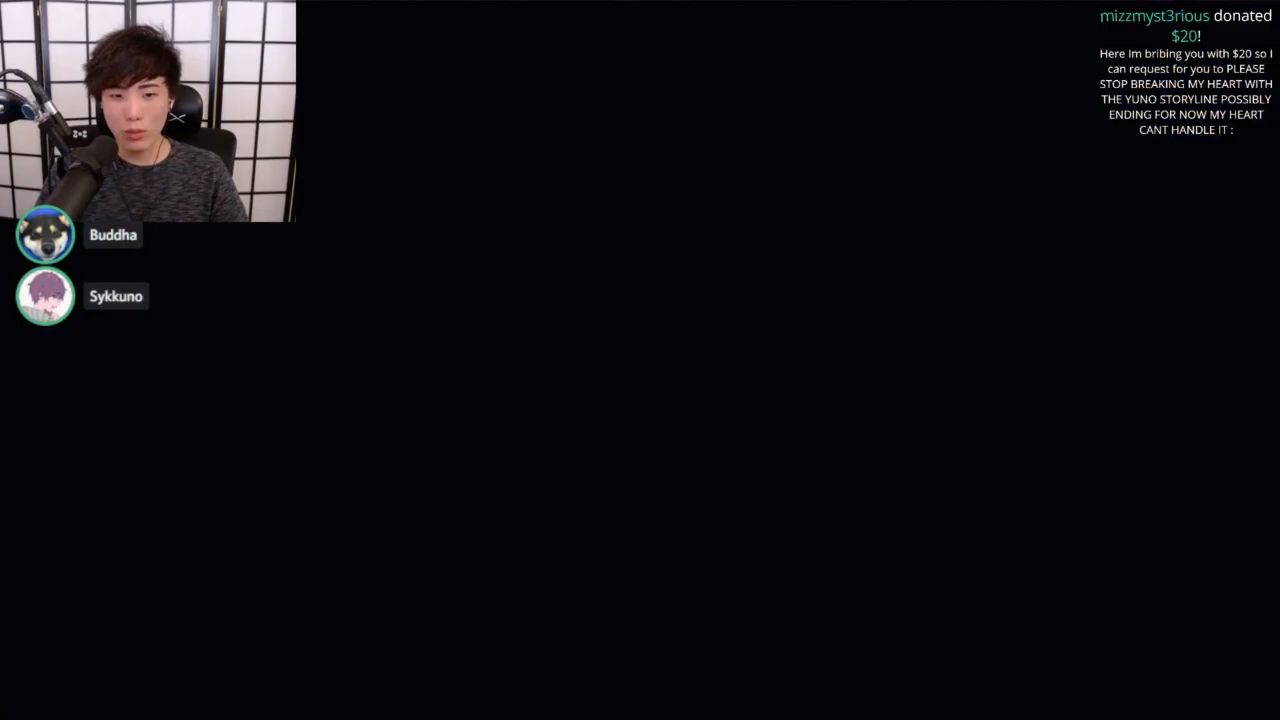 mizzmyst3rious donated
$20!
Here Im bribing you with $20 so I
can request for you to PLEASE
STOP BREAKING MY HEART WITH
THE YUNO STORYLINE POSSIBLY
ENDING FOR NOW MY HEART
CANT HANDLE IT :
Buddha
Sykkuno